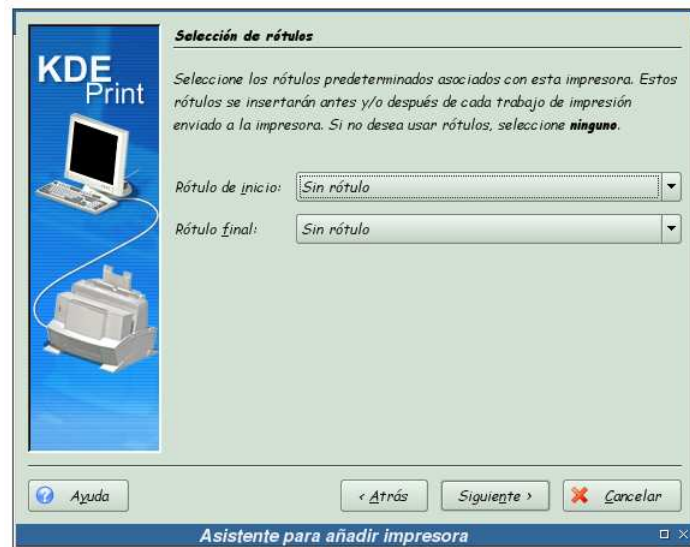 KDE
Print
Selección de rótulos
Seleccione los rótulos predeterminados asociados con esta impresora. Estos
rótulos se insertarán antes y/o después de cada trabajo de impresión
enviado a la impresora. Si no desea usar rótulos, seleccione ninguno.
Rótulo de inicio: Sin rótulo
Rótulo final: Sin rótulo
Ayuda < Atrás Siguiente > Cancelar
Asistente para añadir impresora